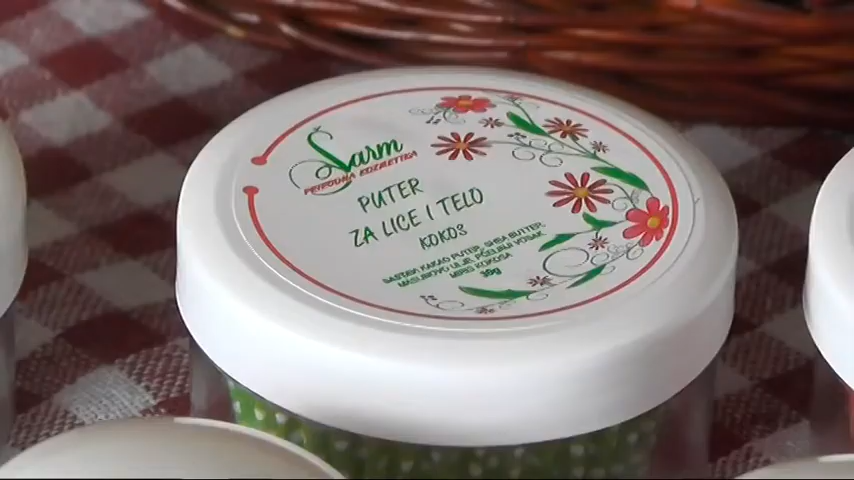 Šarm
PRIRODNA KOZMETIKA
PUTER
ZA LICE I TELO
KOKOS
SASTAV: KAKAO PUTER, SHEA BUTTER,
MASLINOVO ULJE, PČELINJI VOSAK
MIRIS KOKOSA
30g